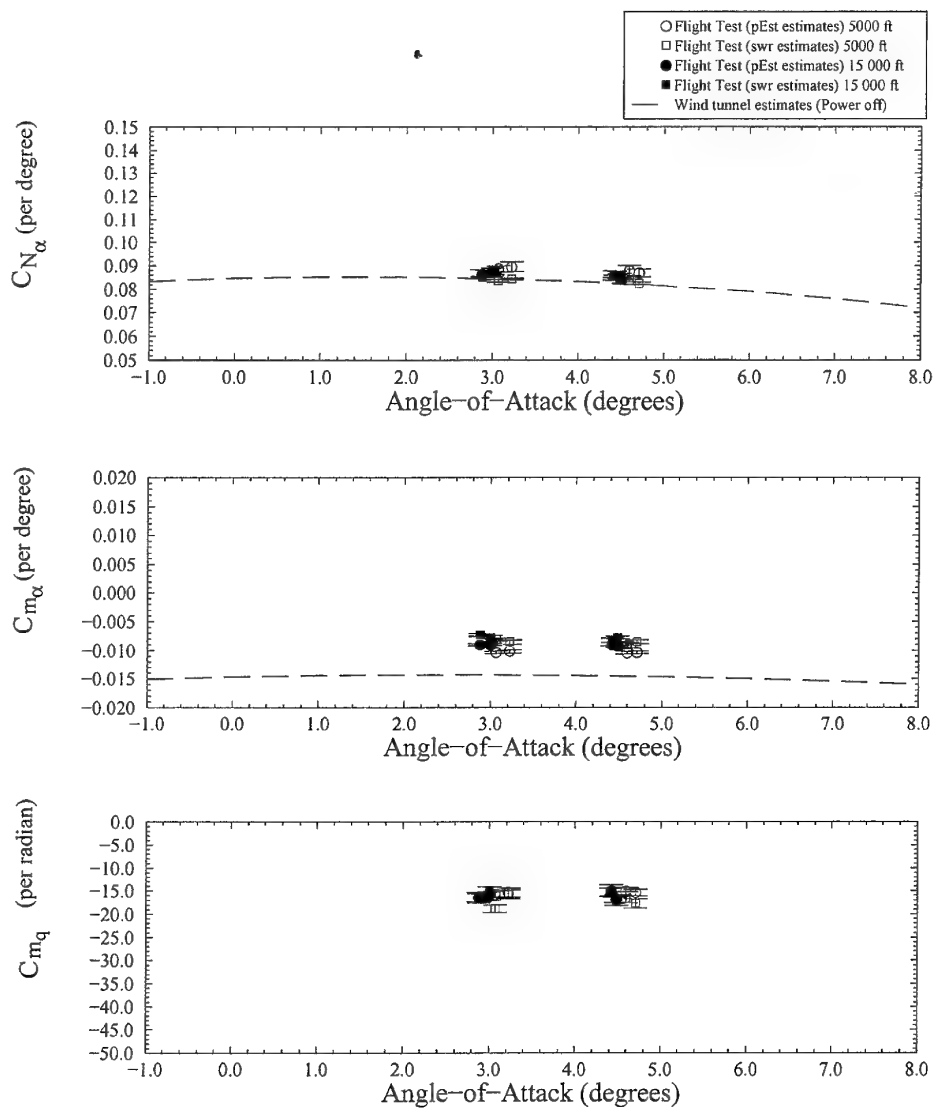 Flight Test (pEst estimates) 5000 ft
Flight Test (swr estimates) 5000 ft
Flight Test (pEst estimates) 15 000 ft
Flight Test (swr estimates) 15 000 ft
Wind tunnel estimates (Power off)
C_Nα (per degree)
0.15
0.14
0.13
0.12
0.11
0.10
0.09
0.08
0.07
0.06
0.05
−1.0 0.0 1.0 2.0 3.0 4.0 5.0 6.0 7.0 8.0
Angle−of−Attack (degrees)
C_mα (per degree)
0.020
0.015
0.010
0.005
0.000
−0.005
−0.010
−0.015
−0.020
−1.0 0.0 1.0 2.0 3.0 4.0 5.0 6.0 7.0 8.0
Angle−of−Attack (degrees)
C_mq (per radian)
0.0
−5.0
−10.0
−15.0
−20.0
−25.0
−30.0
−35.0
−40.0
−45.0
−50.0
−1.0 0.0 1.0 2.0 3.0 4.0 5.0 6.0 7.0 8.0
Angle−of−Attack (degrees)